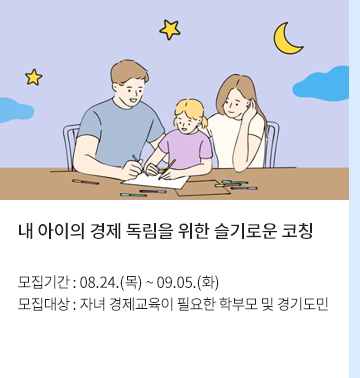 내 아이의 경제 독림을 위한 슬기로운 코칭
모집기간 : 08.24.(목) ~ 09.05.(화)
모집대상 : 자녀 경제교육이 필요한 학부모 및 경기도민